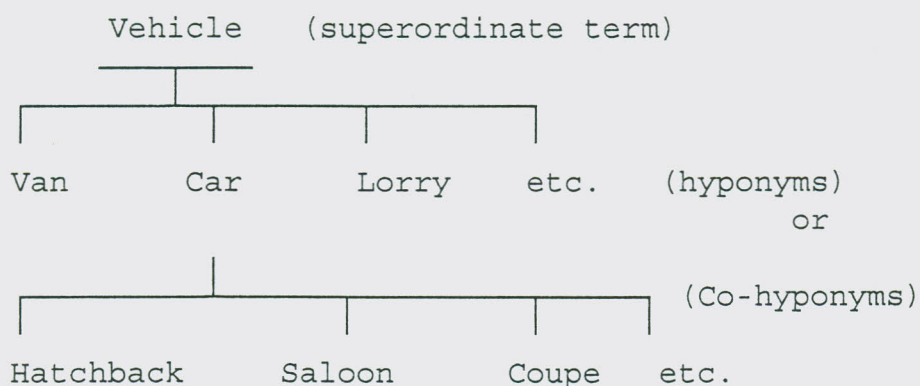 Vehicle (superordinate term)
Van Car Lorry etc. (hyponyms)
or
(Co-hyponyms)
Hatchback Saloon Coupe etc.